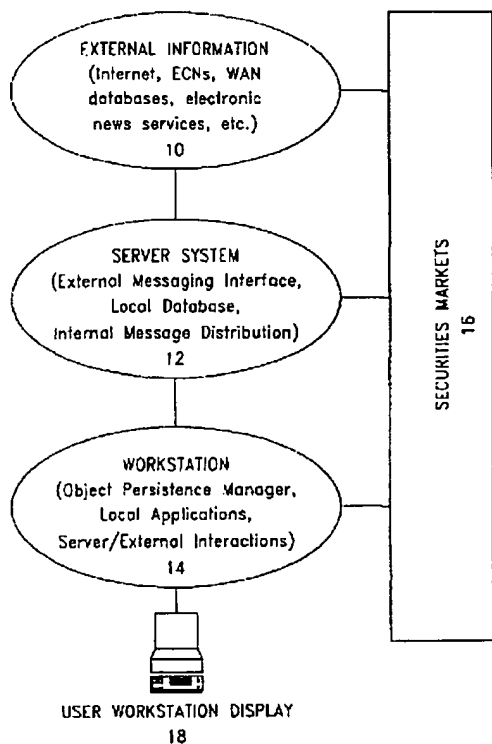 EXTERNAL INFORMATION
(Internet, ECNs, WAN
databases, electronic
news services, etc.)
10
SERVER SYSTEM
(External Messaging Interface,
Local Database,
Internal Message Distribution)
12
WORKSTATION
(Object Persistence Manager,
Local Applications,
Server/External Interactions)
14
USER WORKSTATION DISPLAY
18
SECURITIES MARKETS
16